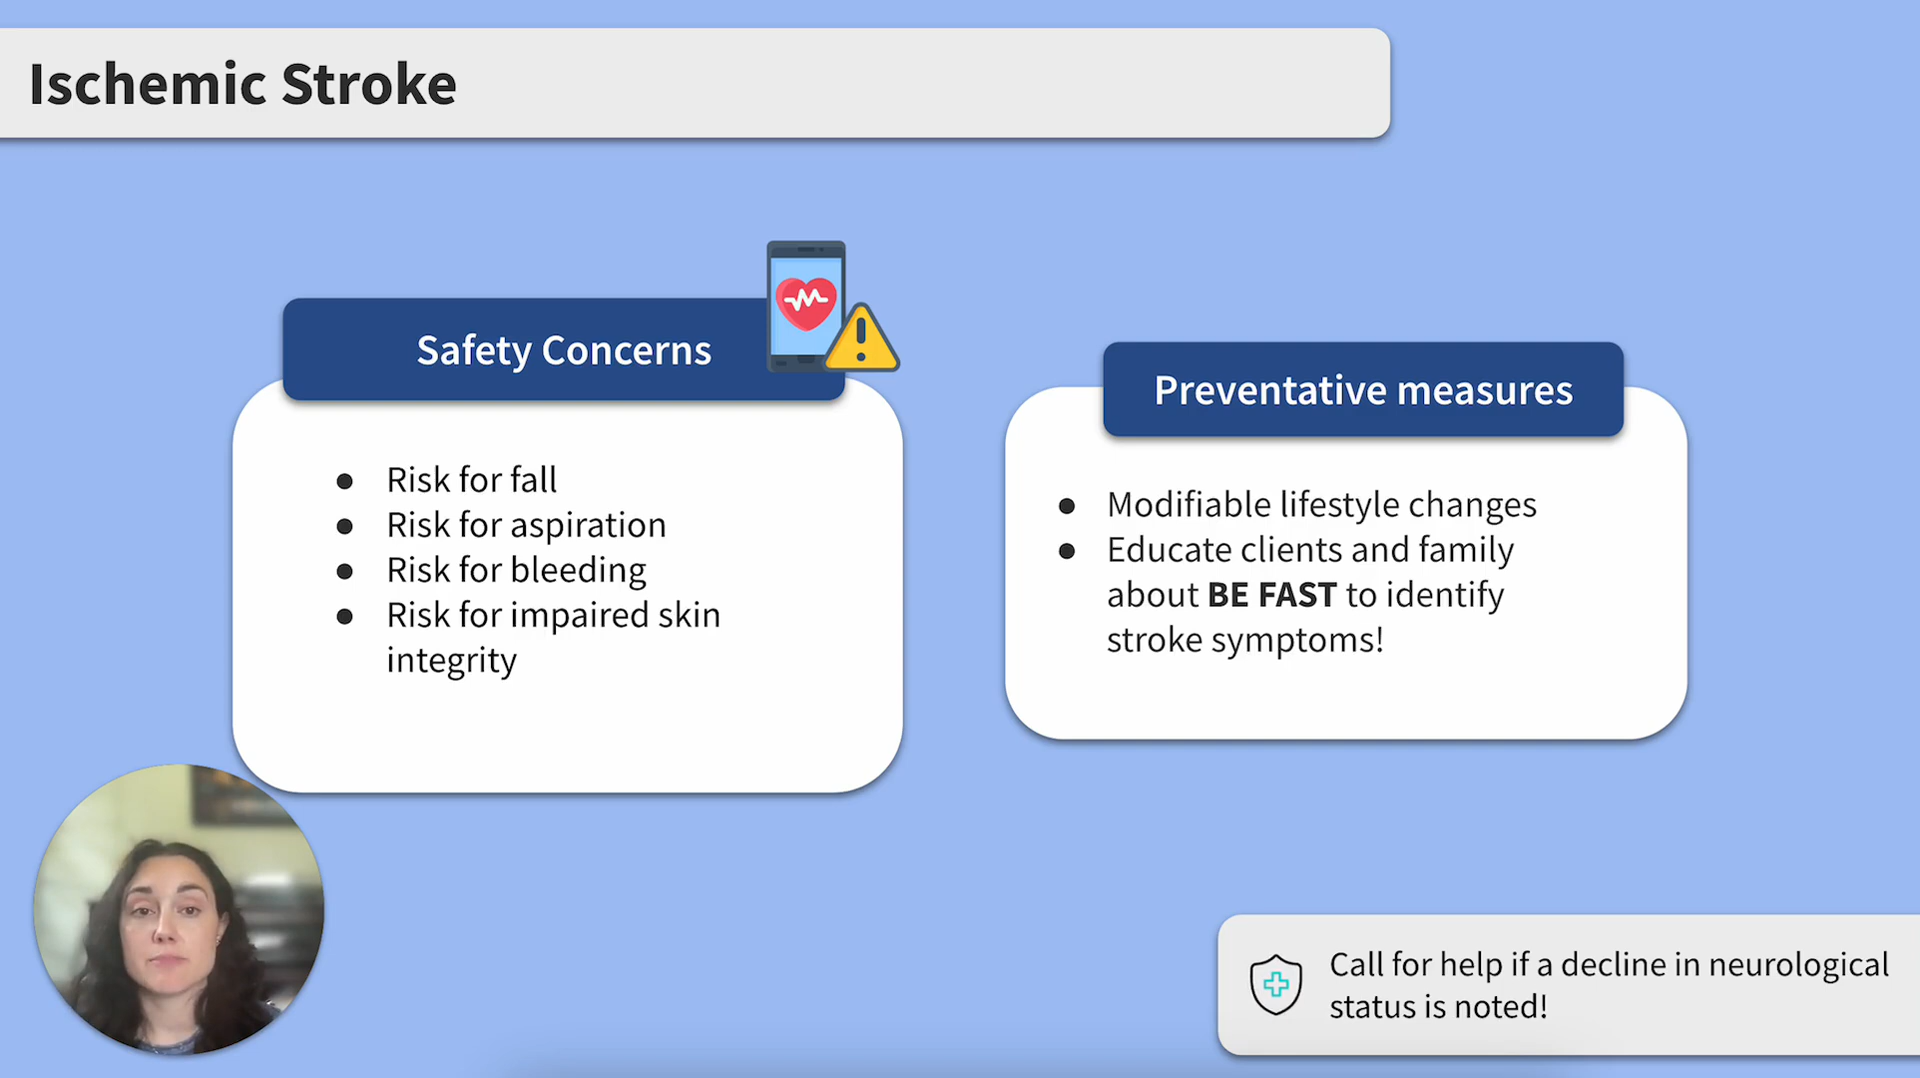 Ischemic Stroke
Safety Concerns
● Risk for fall
● Risk for aspiration
● Risk for bleeding
● Risk for impaired skin
integrity
Preventative measures
● Modifiable lifestyle changes
● Educate clients and family
about BE FAST to identify
stroke symptoms!
Call for help if a decline in neurological
status is noted!